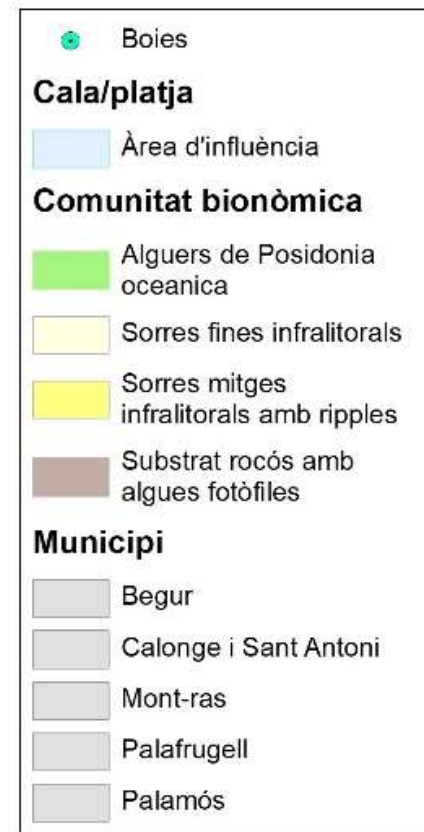 Boies
Cala/platja
Àrea d'influència
Comunitat bionòmica
Alguers de Posidonia
oceanica
Sorres fines infralitorals
Sorres mitges
infralitorals amb ripples
Substrat rocós amb
algues fotòfiles
Municipi
Begur
Calonge i Sant Antoni
Mont-ras
Palafrugell
Palamós